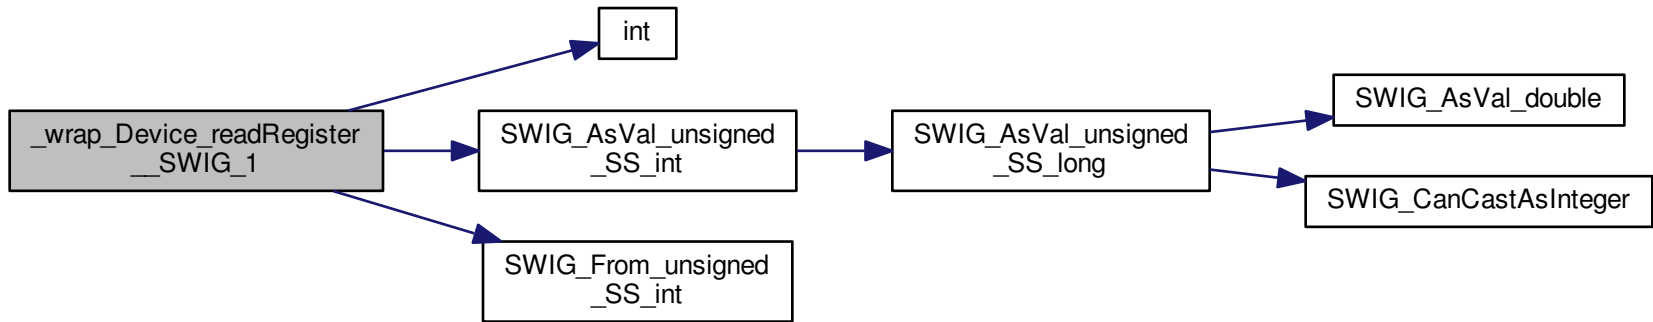 int
_wrap_Device_readRegister
__SWIG_1
SWIG_AsVal_unsigned
_SS_int
SWIG_From_unsigned
_SS_int
SWIG_AsVal_unsigned
_SS_long
SWIG_AsVal_double
SWIG_CanCastAsInteger